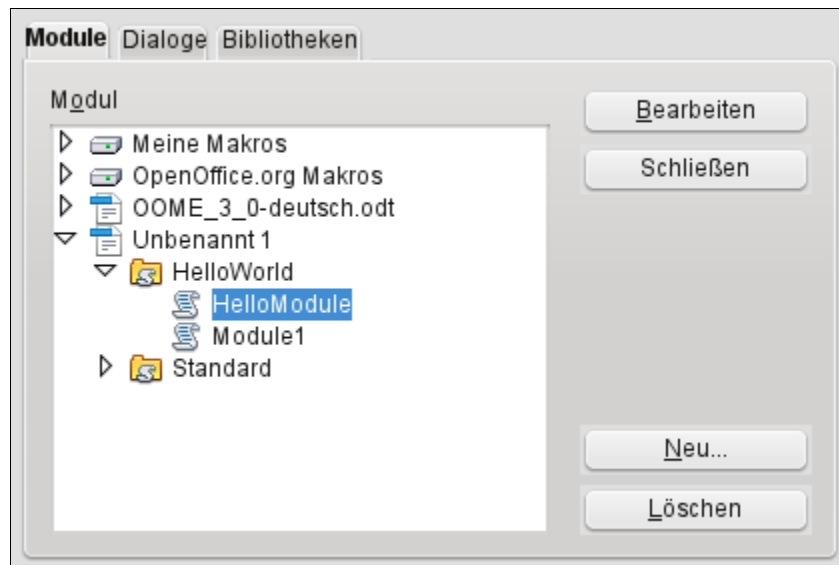 Module Dialoge Bibliotheken
Modul
Meine Makros
OpenOffice.org Makros
OOME_3_0-deutsch.odt
Unbenannt 1
HelloWorld
HelloModule
Module1
Standard
Bearbeiten
Schließen
Neu...
Löschen